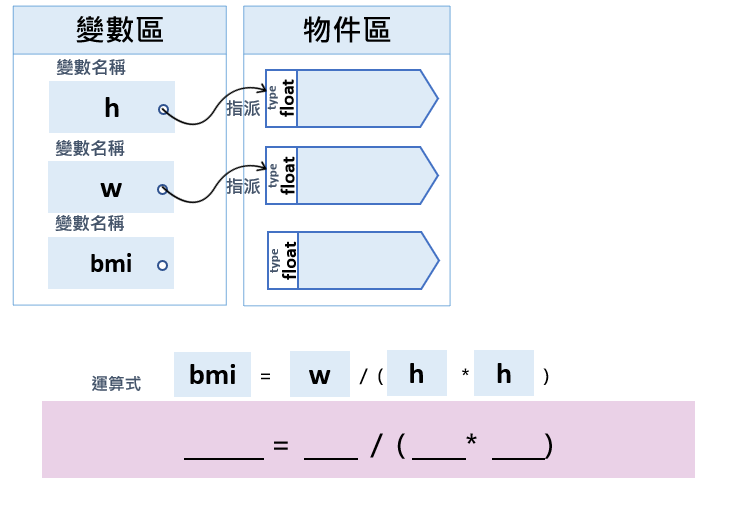 變數區
物件區
變數名稱
h
指派
type
float
變數名稱
w
指派
type
float
變數名稱
bmi
type
float
運算式 bmi = w / ( h * h )
_____ = ____ / ( ____* ____)